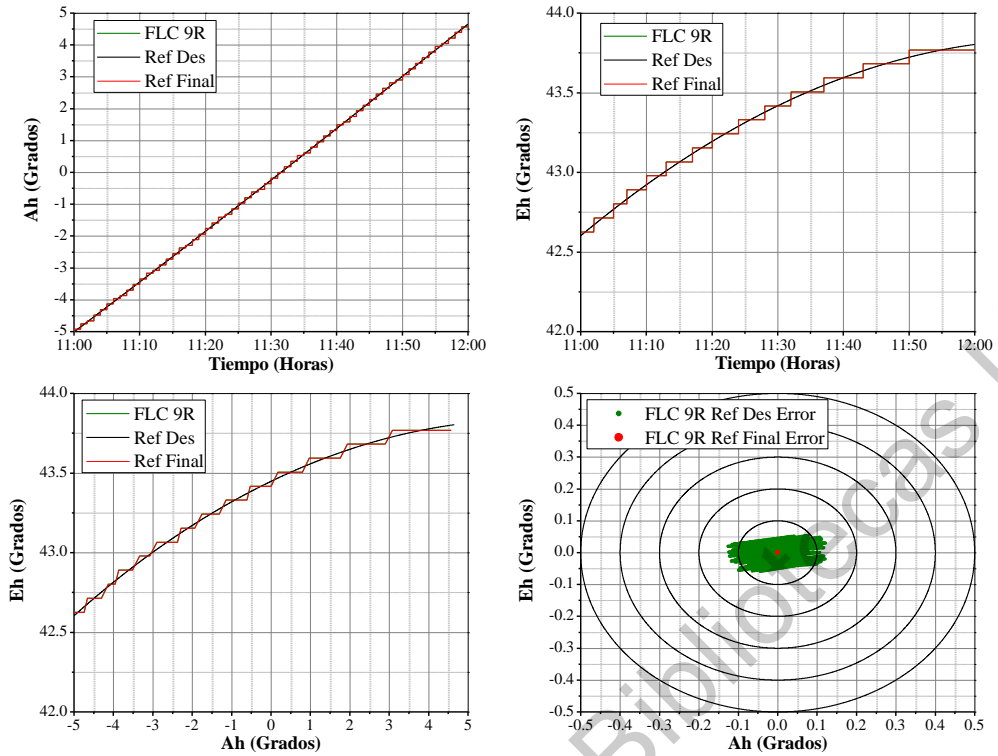 5
4
3
2
1
0
-1
-2
-3
-4
-5
Ah (Grados)
FLC 9R
Ref Des
Ref Final
11:00 11:10 11:20 11:30 11:40 11:50 12:00
Tiempo (Horas)
44.0
43.5
43.0
42.5
42.0
Eh (Grados)
FLC 9R
Ref Des
Ref Final
11:00 11:10 11:20 11:30 11:40 11:50 12:00
Tiempo (Horas)
44.0
43.5
43.0
42.5
42.0
Eh (Grados)
FLC 9R
Ref Des
Ref Final
-5 -4 -3 -2 -1 0 1 2 3 4 5
Ah (Grados)
0.5
0.4
0.3
0.2
0.1
0.0
-0.1
-0.2
-0.3
-0.4
-0.5
Eh (Grados)
FLC 9R Ref Des Error
FLC 9R Ref Final Error
-0.5 -0.4 -0.3 -0.2 -0.1 0.0 0.1 0.2 0.3 0.4 0.5
Ah (Grados)
Bibliotecas